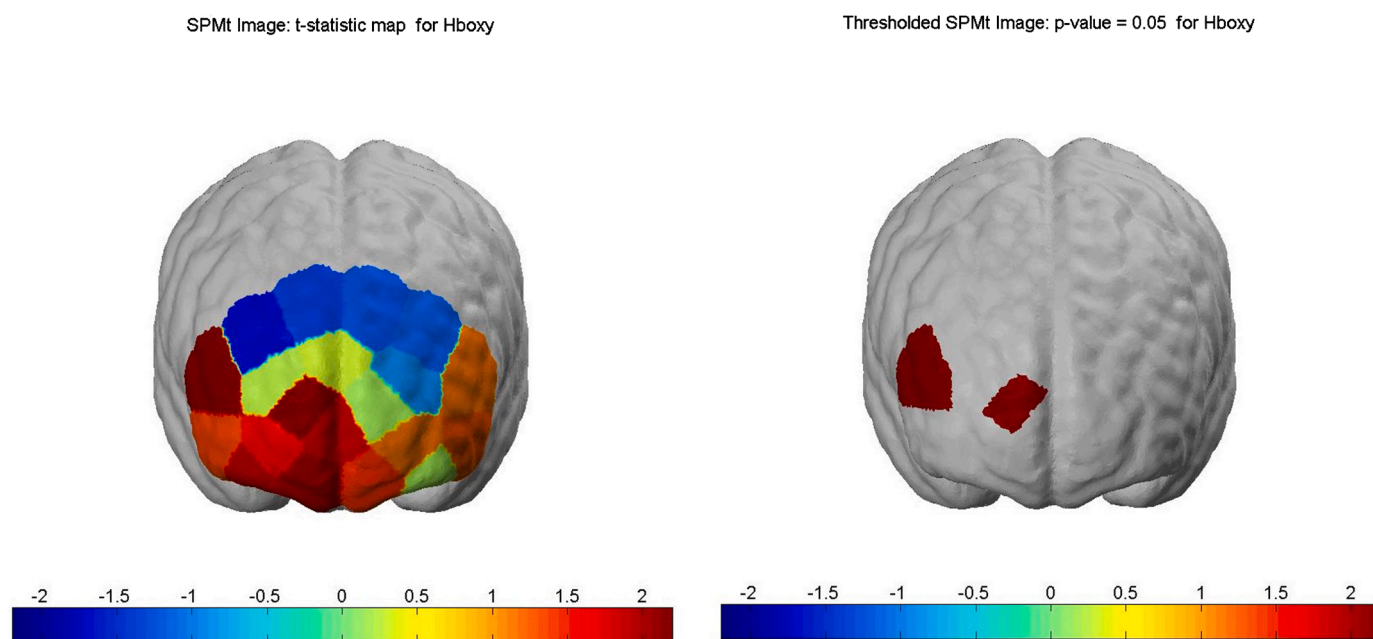 SPMt Image: t-statistic map  for Hboxy
Thresholded SPMt Image: p-value = 0.05  for Hboxy
-2 -1.5 -1 -0.5 0 0.5 1 1.5 2
-2 -1.5 -1 -0.5 0 0.5 1 1.5 2